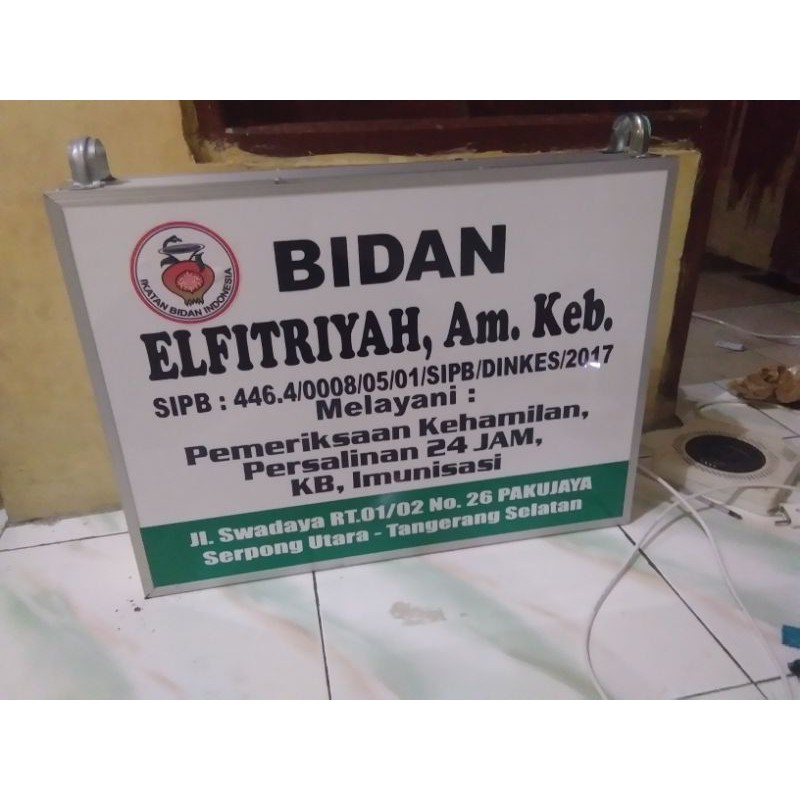 IKATAN BIDAN INDONESIA
BIDAN
ELFITRIYAH, Am. Keb.
SIPB : 446.4/0008/05/01/SIPB/DINKES/2017
Melayani :
Pemeriksaan Kehamilan,
Persalinan 24 JAM,
KB, Imunisasi
Jl. Swadaya RT.01/02 No. 26 PAKUJAYA
Serpong Utara - Tangerang Selatan